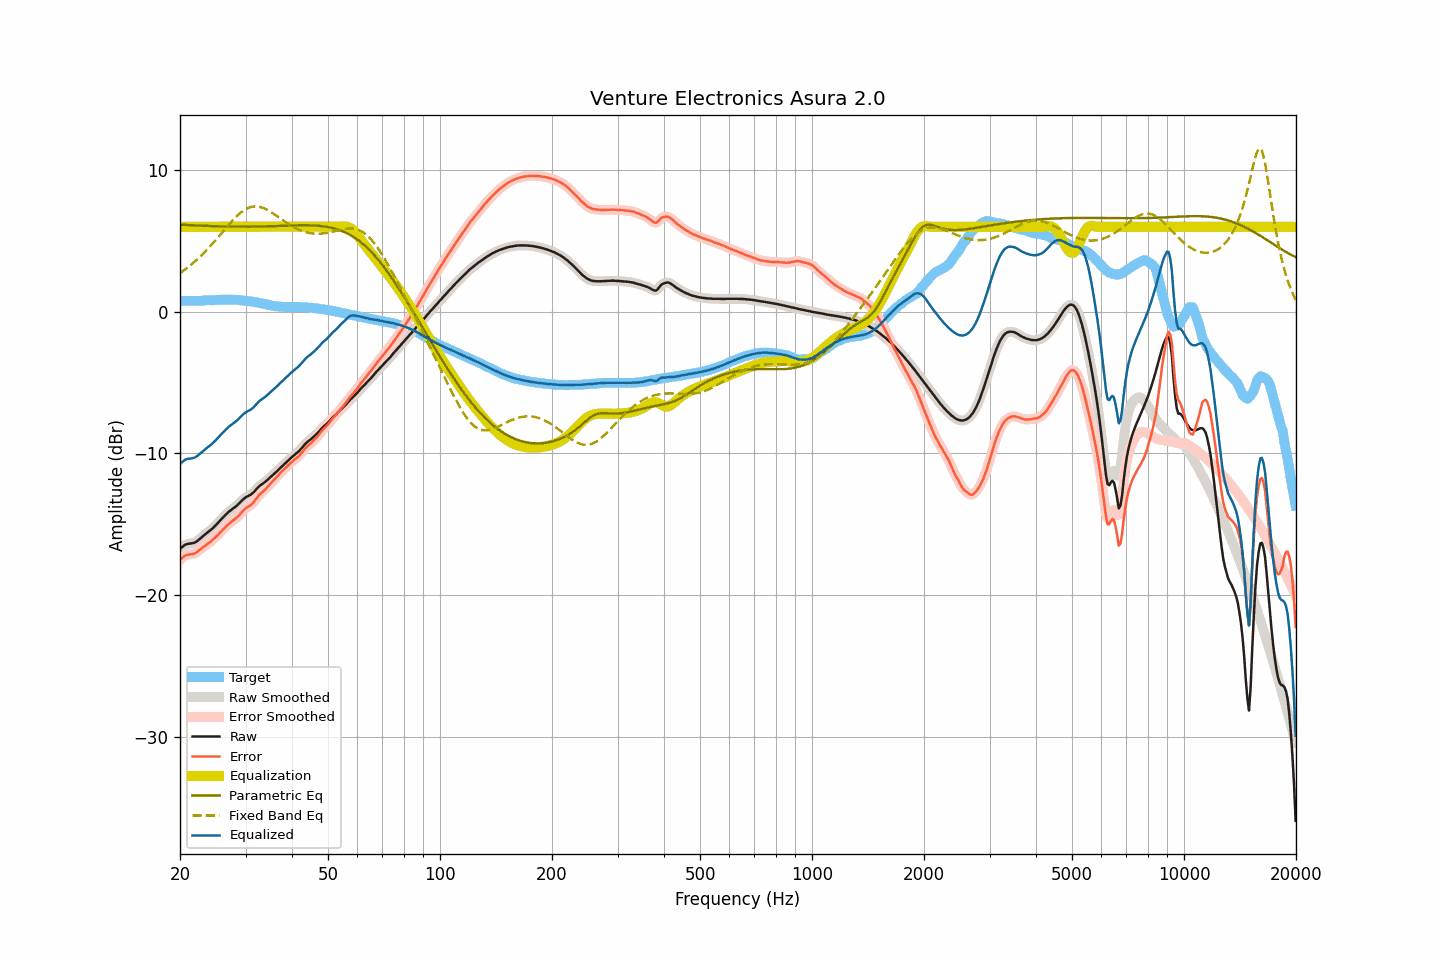 Venture Electronics Asura 2.0
Amplitude (dBr)
10
0
−10
−20
−30
Target
Raw Smoothed
Error Smoothed
Raw
Error
Equalization
Parametric Eq
Fixed Band Eq
Equalized
20 50 100 200 500 1000 2000 5000 10000 20000
Frequency (Hz)